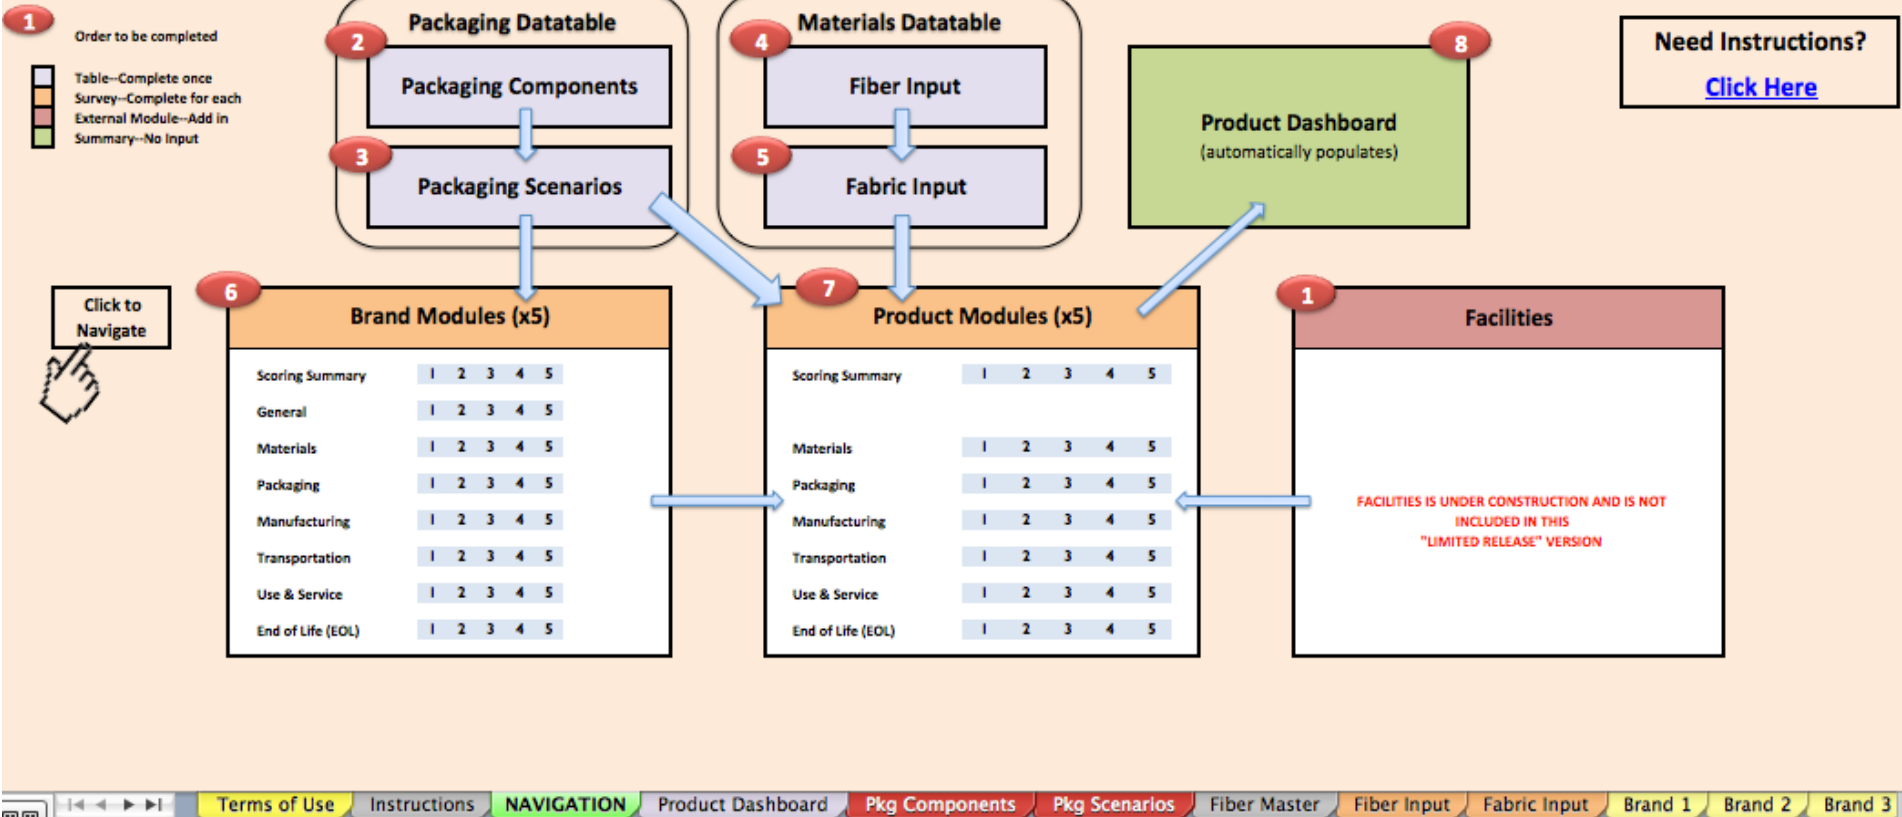 1
Order to be completed
Table--Complete once
Survey--Complete for each
External Module--Add in
Summary--No Input
Packaging Datatable
2
Packaging Components
3
Packaging Scenarios
Materials Datatable
4
Fiber Input
5
Fabric Input
8
Product Dashboard
(automatically populates)
Need Instructions?
Click Here
Click to
Navigate
6
Brand Modules (x5)
Scoring Summary 1 2 3 4 5
General 1 2 3 4 5
Materials 1 2 3 4 5
Packaging 1 2 3 4 5
Manufacturing 1 2 3 4 5
Transportation 1 2 3 4 5
Use & Service 1 2 3 4 5
End of Life (EOL) 1 2 3 4 5
7
Product Modules (x5)
Scoring Summary 1 2 3 4 5
Materials 1 2 3 4 5
Packaging 1 2 3 4 5
Manufacturing 1 2 3 4 5
Transportation 1 2 3 4 5
Use & Service 1 2 3 4 5
End of Life (EOL) 1 2 3 4 5
1
Facilities
FACILITIES IS UNDER CONSTRUCTION AND IS NOT
INCLUDED IN THIS
"LIMITED RELEASE" VERSION
Terms of Use Instructions NAVIGATION Product Dashboard Pkg Components Pkg Scenarios Fiber Master Fiber Input Fabric Input Brand 1 Brand 2 Brand 3